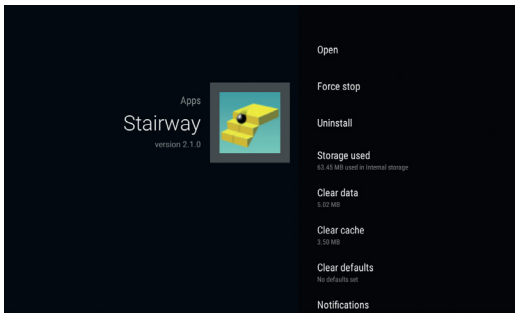 Apps
Stairway
version 2.1.0
Open
Force stop
Uninstall
Storage used
63.45 MB used in Internal storage
Clear data
5.02 MB
Clear cache
3.50 MB
Clear defaults
No defaults set
Notifications